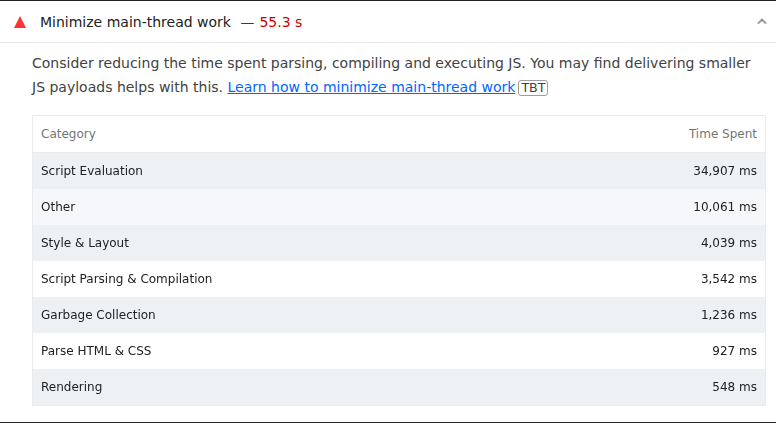 Minimize main-thread work — 55.3 s
Consider reducing the time spent parsing, compiling and executing JS. You may find delivering smaller
JS payloads helps with this. Learn how to minimize main-thread work TBT
Category Time Spent
Script Evaluation 34,907 ms
Other 10,061 ms
Style & Layout 4,039 ms
Script Parsing & Compilation 3,542 ms
Garbage Collection 1,236 ms
Parse HTML & CSS 927 ms
Rendering 548 ms